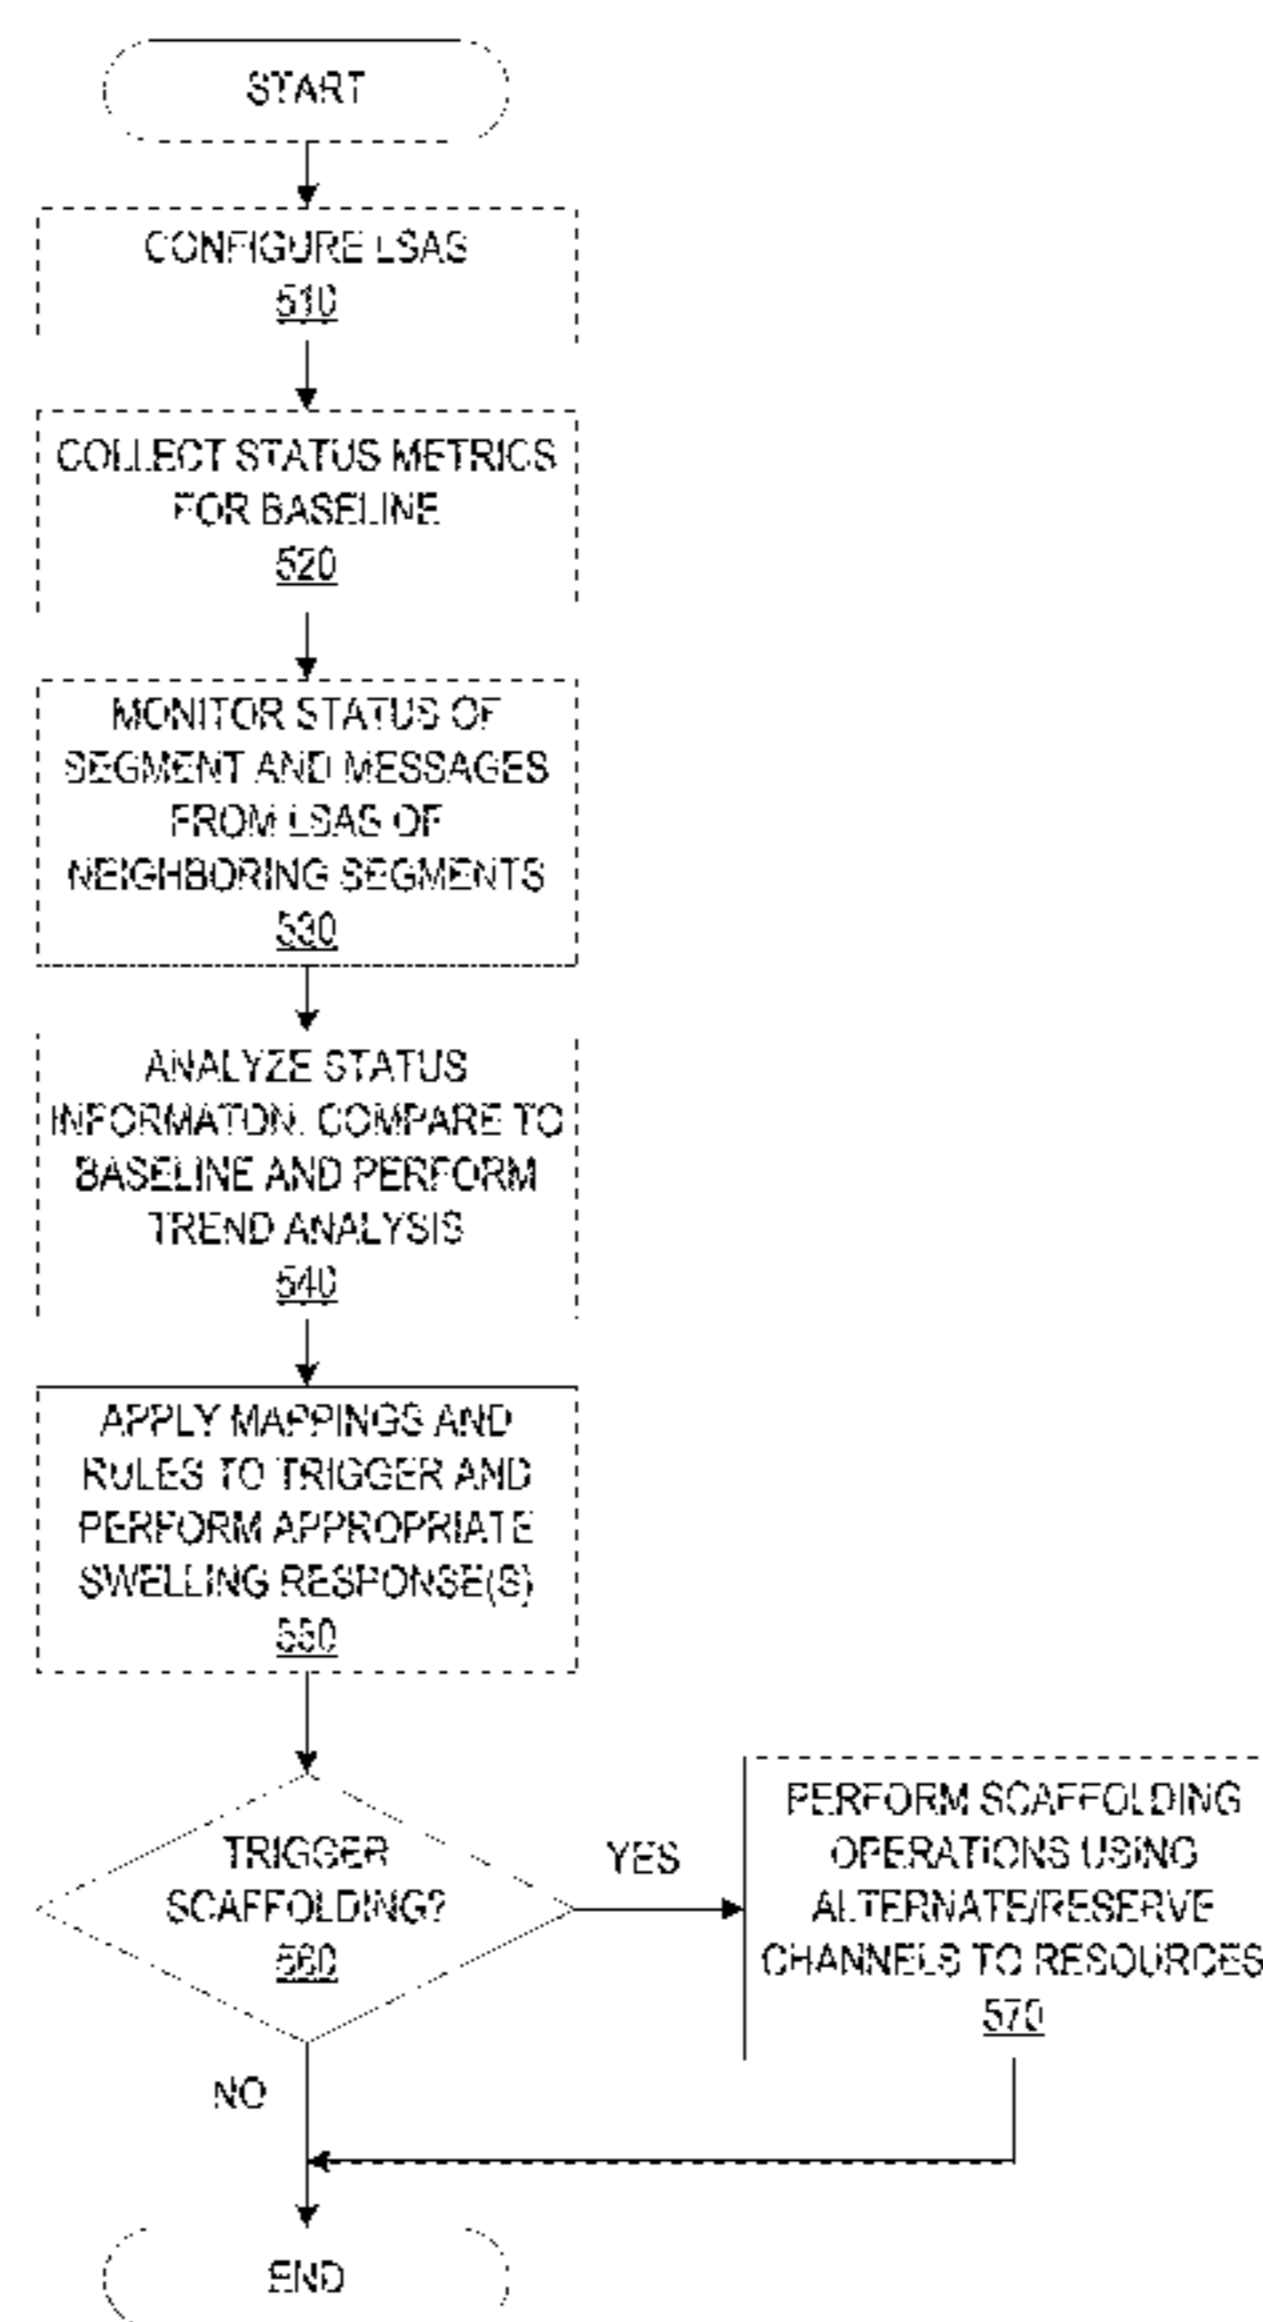 START
CONFIGURE LSAS
510
COLLECT STATUS METRICS
FOR BASELINE
520
MONITOR STATUS OF
SEGMENT AND MESSAGES
FROM LSAS OF
NEIGHBORING SEGMENTS
530
ANALYZE STATUS
INFORMATON, COMPARE TO
BASELINE AND PERFORM
TREND ANALYSIS
540
APPLY MAPPINGS AND
RULES TO TRIGGER AND
PERFORM APPROPRIATE
SWELLING RESPONSE(S)
550
TRIGGER
SCAFFOLDING?
560
YES
PERFORM SCAFFOLDING
OPERATIONS USING
ALTERNATE/RESERVE
CHANNELS TO RESOURCES
570
NO
END